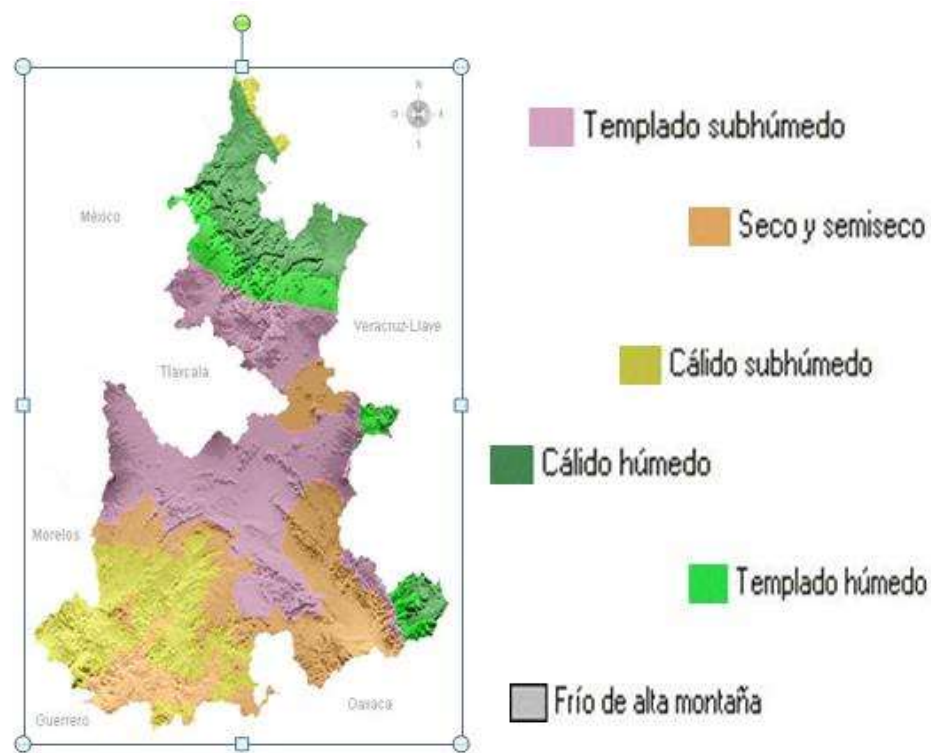 N
O
E
S
México
Veracruz-Llave
Tlaxcala
Morelos
Guerrero
Oaxaca
Templado subhúmedo
Seco y semiseco
Cálido subhúmedo
Cálido húmedo
Templado húmedo
Frío de alta montaña